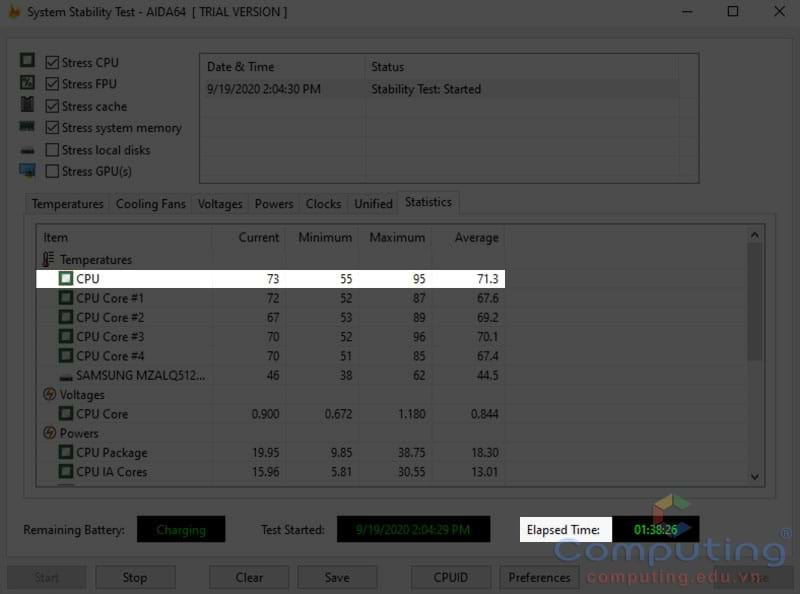 System Stability Test - AIDA64 [ TRIAL VERSION ]
Stress CPU
Stress FPU
Stress cache
Stress system memory
Stress local disks
Stress GPU(s)
Date & Time Status
9/19/2020 2:04:30 PM Stability Test: Started
Temperatures Cooling Fans Voltages Powers Clocks Unified Statistics
Item Current Minimum Maximum Average
Temperatures
CPU 73 55 95 71.3
CPU Core #1 72 52 87 67.6
CPU Core #2 67 53 89 69.2
CPU Core #3 70 52 96 70.1
CPU Core #4 70 51 85 67.4
SAMSUNG MZALQ512... 46 38 62 44.5
Voltages
CPU Core 0.900 0.672 1.180 0.844
Powers
CPU Package 19.95 9.85 38.75 18.30
CPU IA Cores 15.96 5.81 30.55 13.01
Remaining Battery: Charging Test Started: 9/19/2020 2:04:29 PM Elapsed Time: 01:38:26
Computing®
computing.edu.vn
Start Stop Clear Save CPUID Preferences